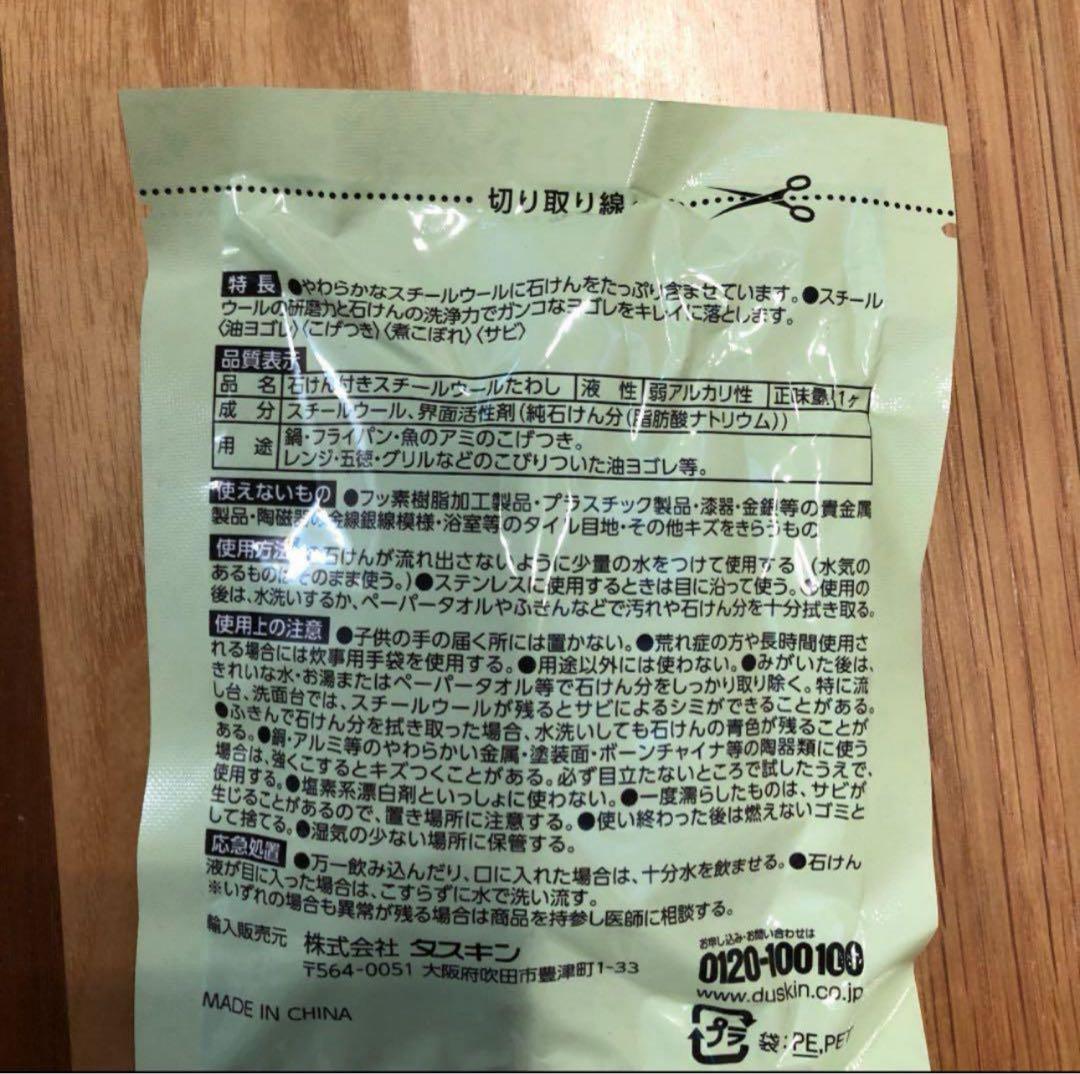 切り取り線
特長 ●やわらかなスチールウールに石けんをたっぷり含ませています。●スチール
ウールの研磨力と石けんの洗浄力でガンコなヨゴレをキレイに落とします。
〈油ヨゴレ〉〈こげつき〉〈煮こぼれ〉〈サビ〉
品質表示
品名 石けん付きスチールウールたわし 液性 弱アルカリ性 正味量 1ヶ
成分 スチールウール、界面活性剤(純石けん分(脂肪酸ナトリウム))
用途 鍋・フライパン・魚のアミのこげつき。
レンジ・五徳・グリルなどのこびりついた油ヨゴレ等。
使えないもの ●フッ素樹脂加工製品・プラスチック製品・漆器・金銀等の貴金属
製品・陶磁器の金線銀線模様・浴室等のタイル目地・その他キズをきらうもの
使用方法 石けんが流れ出さないように少量の水をつけて使用する。(水気の
あるものはそのまま使う。)●ステンレスに使用するときは目に沿って使う。●使用の
後は、水洗いするか、ペーパータオルやふきんなどで汚れや石けん分を十分拭き取る。
使用上の注意 ●子供の手の届く所には置かない。●荒れ症の方や長時間使用さ
れる場合には炊事用手袋を使用する。●用途以外には使わない。●みがいた後は、
きれいな水・お湯またはペーパータオル等で石けん分をしっかり取り除く。特に流
し台、洗面台では、スチールウールが残るとサビによるシミができることがある。
●ふきんで石けん分を拭き取った場合、水洗いしても石けんの青色が残ることが
ある。●銅・アルミ等のやわらかい金属・塗装面・ボーンチャイナ等の陶器類に使う
場合は、強くこするとキズつくことがある。必ず目立たないところで試したうえで、
使用する。●塩素系漂白剤といっしょに使わない。●一度濡らしたものは、サビが
生じることがあるので、置き場所に注意する。●使い終わった後は燃えないゴミと
して捨てる。●湿気の少ない場所に保管する。
応急処置 ●万一飲み込んだり、口に入れた場合は、十分水を飲ませる。●石けん
液が目に入った場合は、こすらずに水で洗い流す。
※いずれの場合も異常が残る場合は商品を持参し医師に相談する。
輸入販売元 株式会社 ダスキン
〒564-0051 大阪府吹田市豊津町1-33
お申し込み・お問い合わせは
0120-100100
www.duskin.co.jp
MADE IN CHINA
プラ 袋:PE,PET